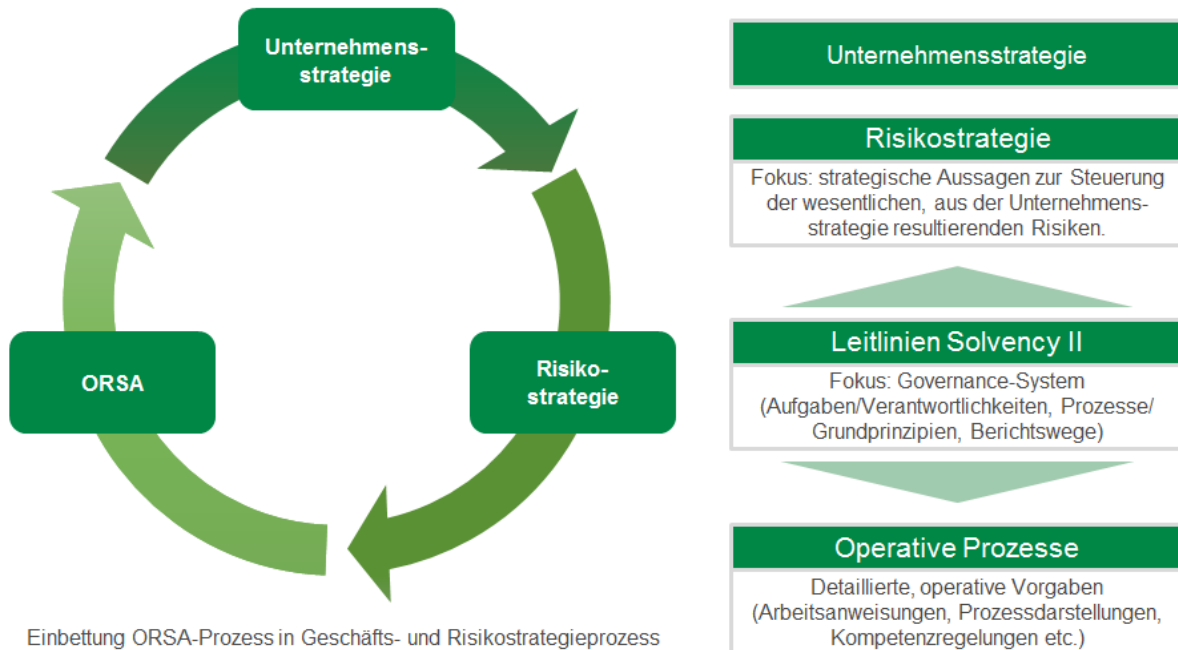 Unternehmens-
strategie
Risiko-
strategie
ORSA
Einbettung ORSA-Prozess in Geschäfts- und Risikostrategieprozess
Unternehmensstrategie
Risikostrategie
Fokus: strategische Aussagen zur Steuerung
der wesentlichen, aus der Unternehmens-
strategie resultierenden Risiken.
Leitlinien Solvency II
Fokus: Governance-System
(Aufgaben/Verantwortlichkeiten, Prozesse/
Grundprinzipien, Berichtswege)
Operative Prozesse
Detaillierte, operative Vorgaben
(Arbeitsanweisungen, Prozessdarstellungen,
Kompetenzregelungen etc.)